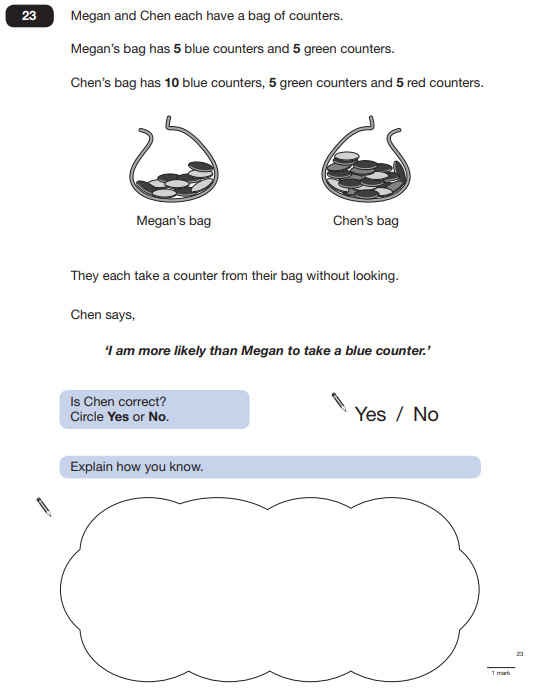 23
Megan and Chen each have a bag of counters.
Megan's bag has 5 blue counters and 5 green counters.
Chen's bag has 10 blue counters, 5 green counters and 5 red counters.
Megan's bag
Chen's bag
They each take a counter from their bag without looking.
Chen says,
‘I am more likely than Megan to take a blue counter.’
Is Chen correct?
Circle Yes or No.
Yes / No
Explain how you know.
23
1 mark